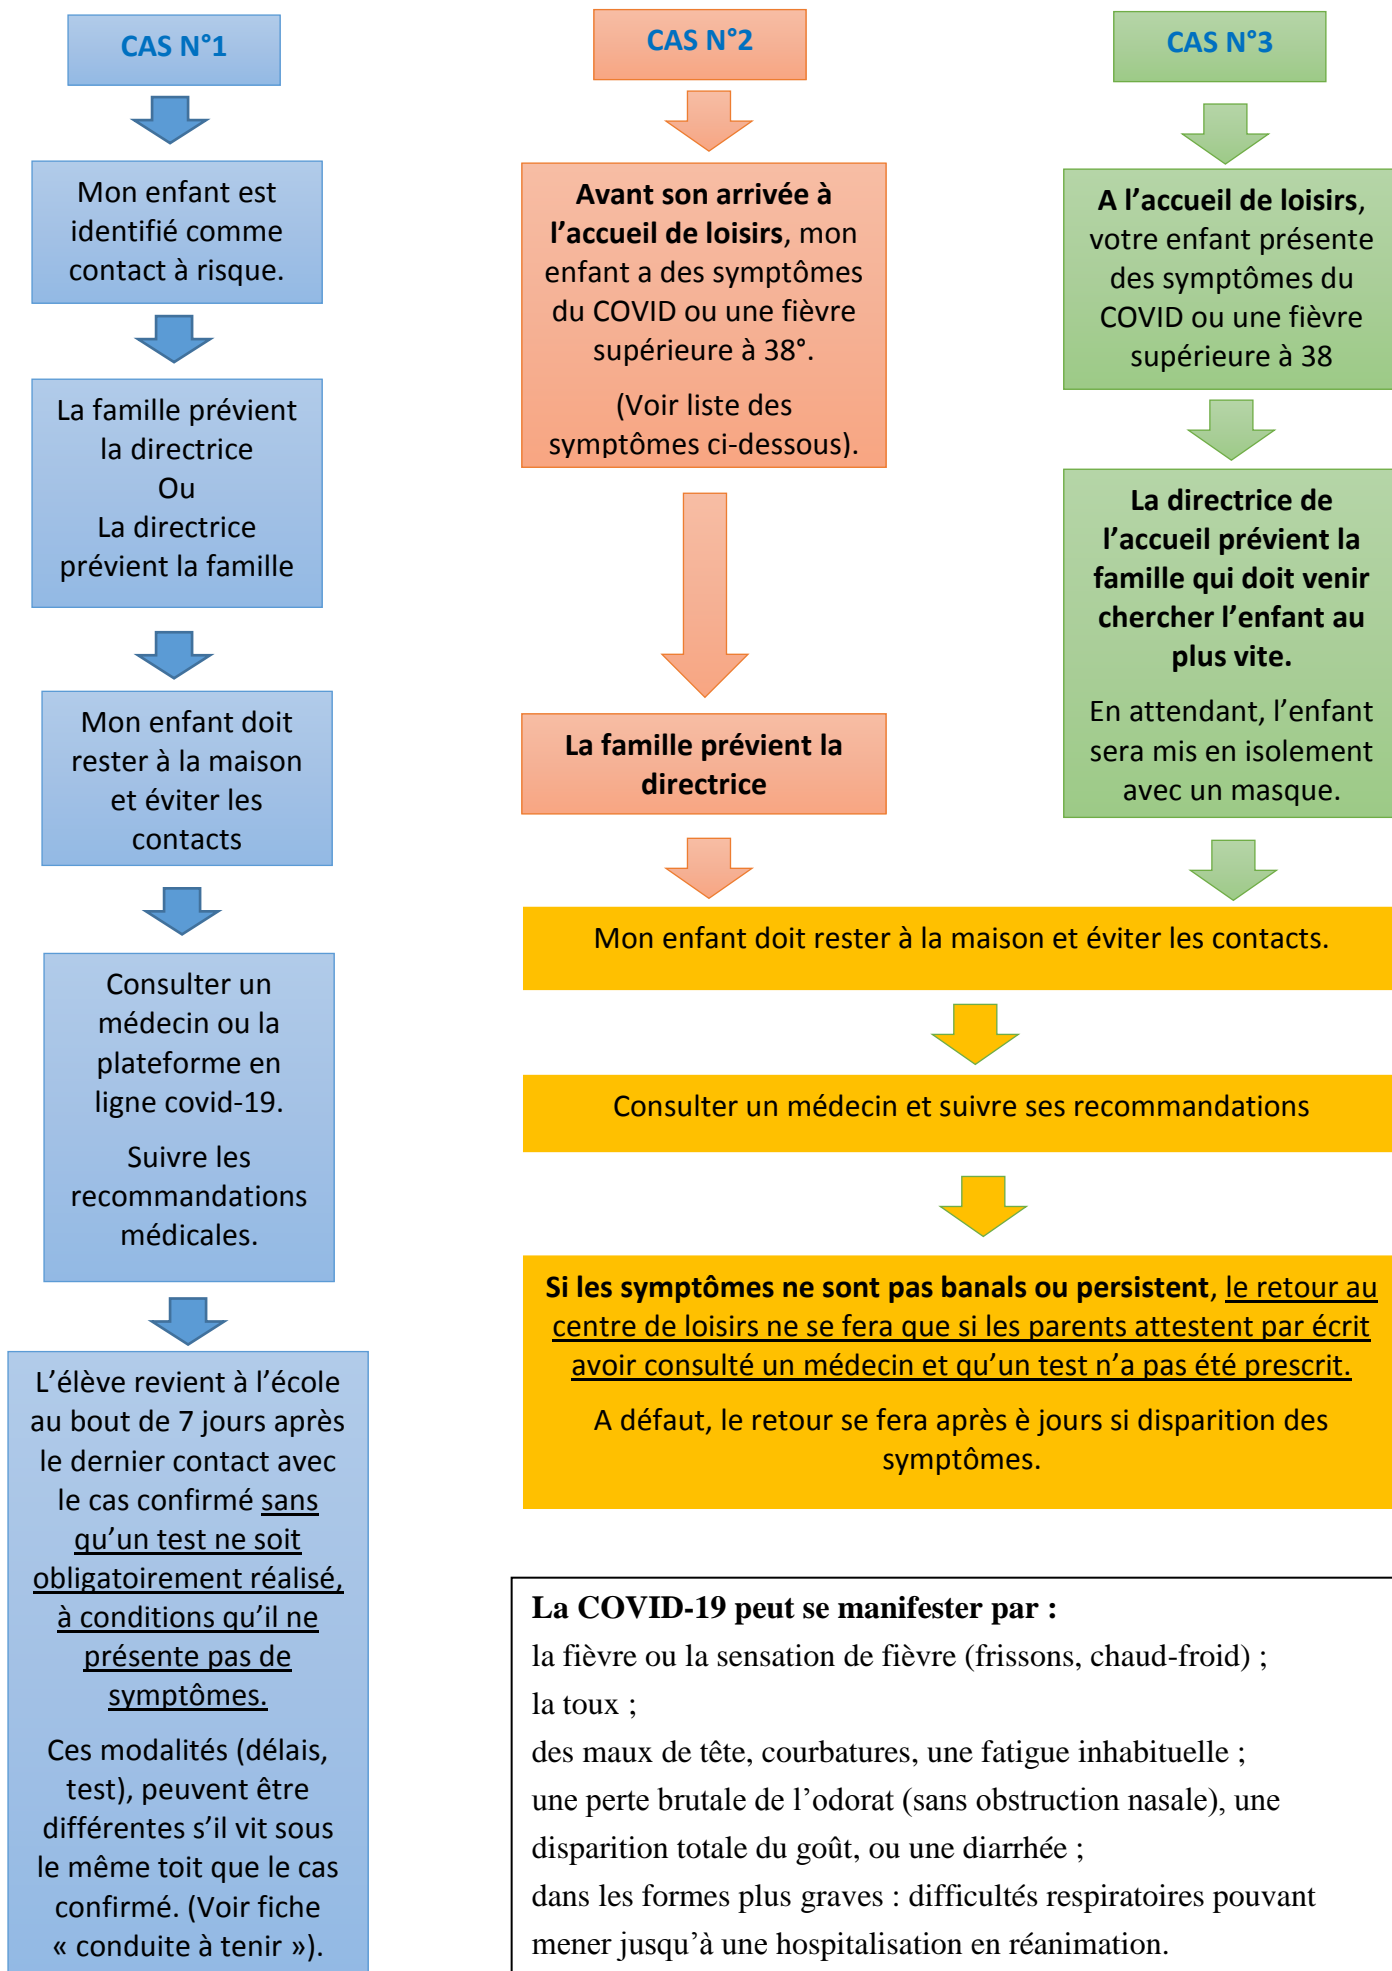 CAS N°1
Mon enfant est
identifié comme
contact à risque.
La famille prévient
la directrice
Ou
La directrice
prévient la famille
Mon enfant doit
rester à la maison
et éviter les
contacts
Consulter un
médecin ou la
plateforme en
ligne covid-19.
Suivre les
recommandations
médicales.
L’élève revient à l’école
au bout de 7 jours après
le dernier contact avec
le cas confirmé sans
qu’un test ne soit
obligatoirement réalisé,
à conditions qu’il ne
présente pas de
symptômes.
Ces modalités (délais,
test), peuvent être
différentes s’il vit sous
le même toit que le cas
confirmé. (Voir fiche
« conduite à tenir »).
CAS N°2
Avant son arrivée à
l’accueil de loisirs, mon
enfant a des symptômes
du COVID ou une fièvre
supérieure à 38°.
(Voir liste des
symptômes ci-dessous).
La famille prévient la
directrice
CAS N°3
A l’accueil de loisirs,
votre enfant présente
des symptômes du
COVID ou une fièvre
supérieure à 38
La directrice de
l’accueil prévient la
famille qui doit venir
chercher l’enfant au
plus vite.
En attendant, l’enfant
sera mis en isolement
avec un masque.
Mon enfant doit rester à la maison et éviter les contacts.
Consulter un médecin et suivre ses recommandations
Si les symptômes ne sont pas banals ou persistent, le retour au
centre de loisirs ne se fera que si les parents attestent par écrit
avoir consulté un médecin et qu’un test n’a pas été prescrit.
A défaut, le retour se fera après è jours si disparition des
symptômes.
La COVID-19 peut se manifester par :
la fièvre ou la sensation de fièvre (frissons, chaud-froid) ;
la toux ;
des maux de tête, courbatures, une fatigue inhabituelle ;
une perte brutale de l’odorat (sans obstruction nasale), une
disparition totale du goût, ou une diarrhée ;
dans les formes plus graves : difficultés respiratoires pouvant
mener jusqu’à une hospitalisation en réanimation.